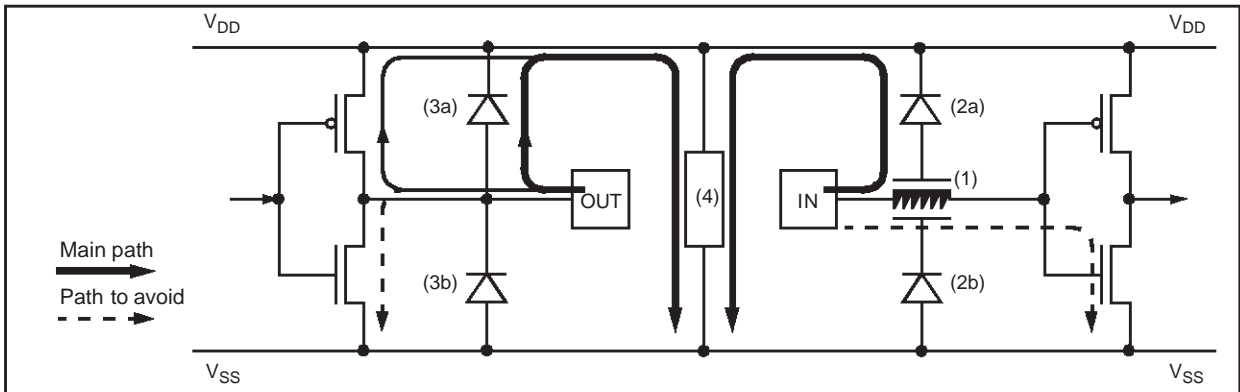 VDD VDD
(3a) (2a)
OUT (4) IN (1)
Main path
Path to avoid
(3b) (2b)
VSS VSS